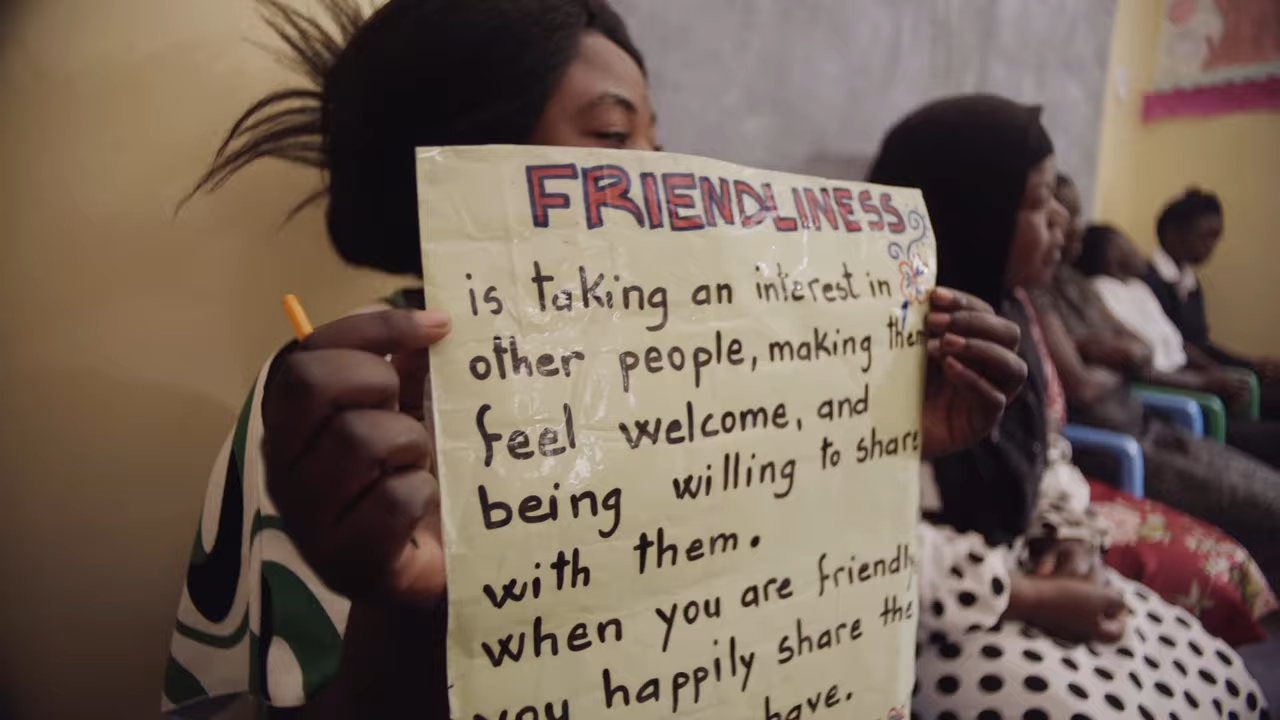 FRIENDLINESS
is taking an interest in
other people, making them
feel welcome, and
being willing to share
with them.
when you are friendly
you happily share the
have.